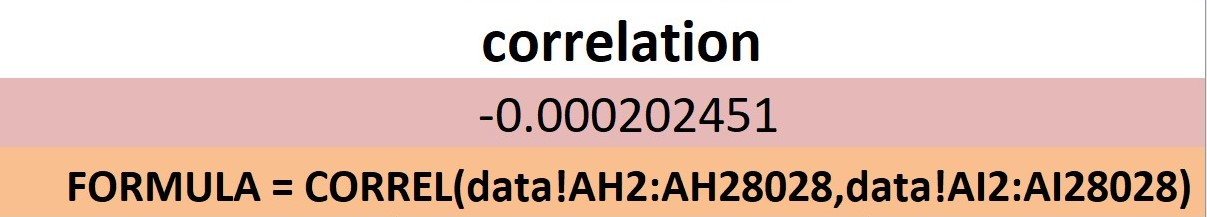 correlation
-0.000202451
FORMULA = CORREL(data!AH2:AH28028,data!AI2:AI28028)